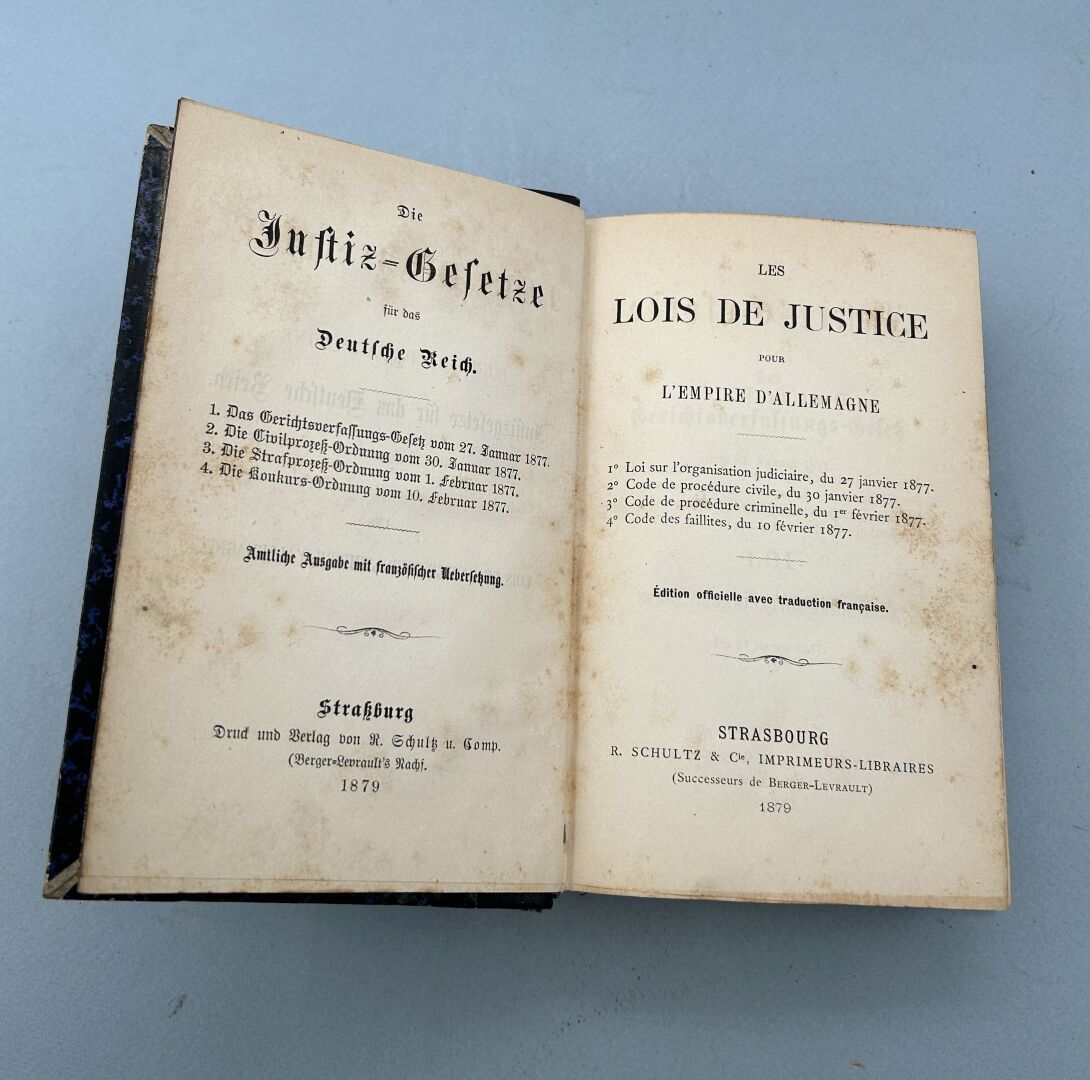 Die
Justiz=Gesetze
für das
Deutsche Reich.
1. Das Gerichtsverfassungs-Gesetz vom 27. Januar 1877.
2. Die Civilprozeß-Ordnung vom 30. Januar 1877.
3. Die Strafprozeß-Ordnung vom 1. Februar 1877.
4. Die Konkurs-Ordnung vom 10. Februar 1877.
Amtliche Ausgabe mit französischer Uebersetzung.
Straßburg
Druck und Verlag von R. Schultz u. Comp.
(Berger=Levrault's Nachf.
1879
LES
LOIS DE JUSTICE
POUR
L'EMPIRE D'ALLEMAGNE
1º Loi sur l'organisation judiciaire, du 27 janvier 1877.
2º Code de procédure civile, du 30 janvier 1877.
3º Code de procédure criminelle, du 1er février 1877.
4º Code des faillites, du 10 février 1877.
Édition officielle avec traduction française.
STRASBOURG
R. SCHULTZ & Cie, IMPRIMEURS-LIBRAIRES
(Successeurs de BERGER-LEVRAULT)
1879